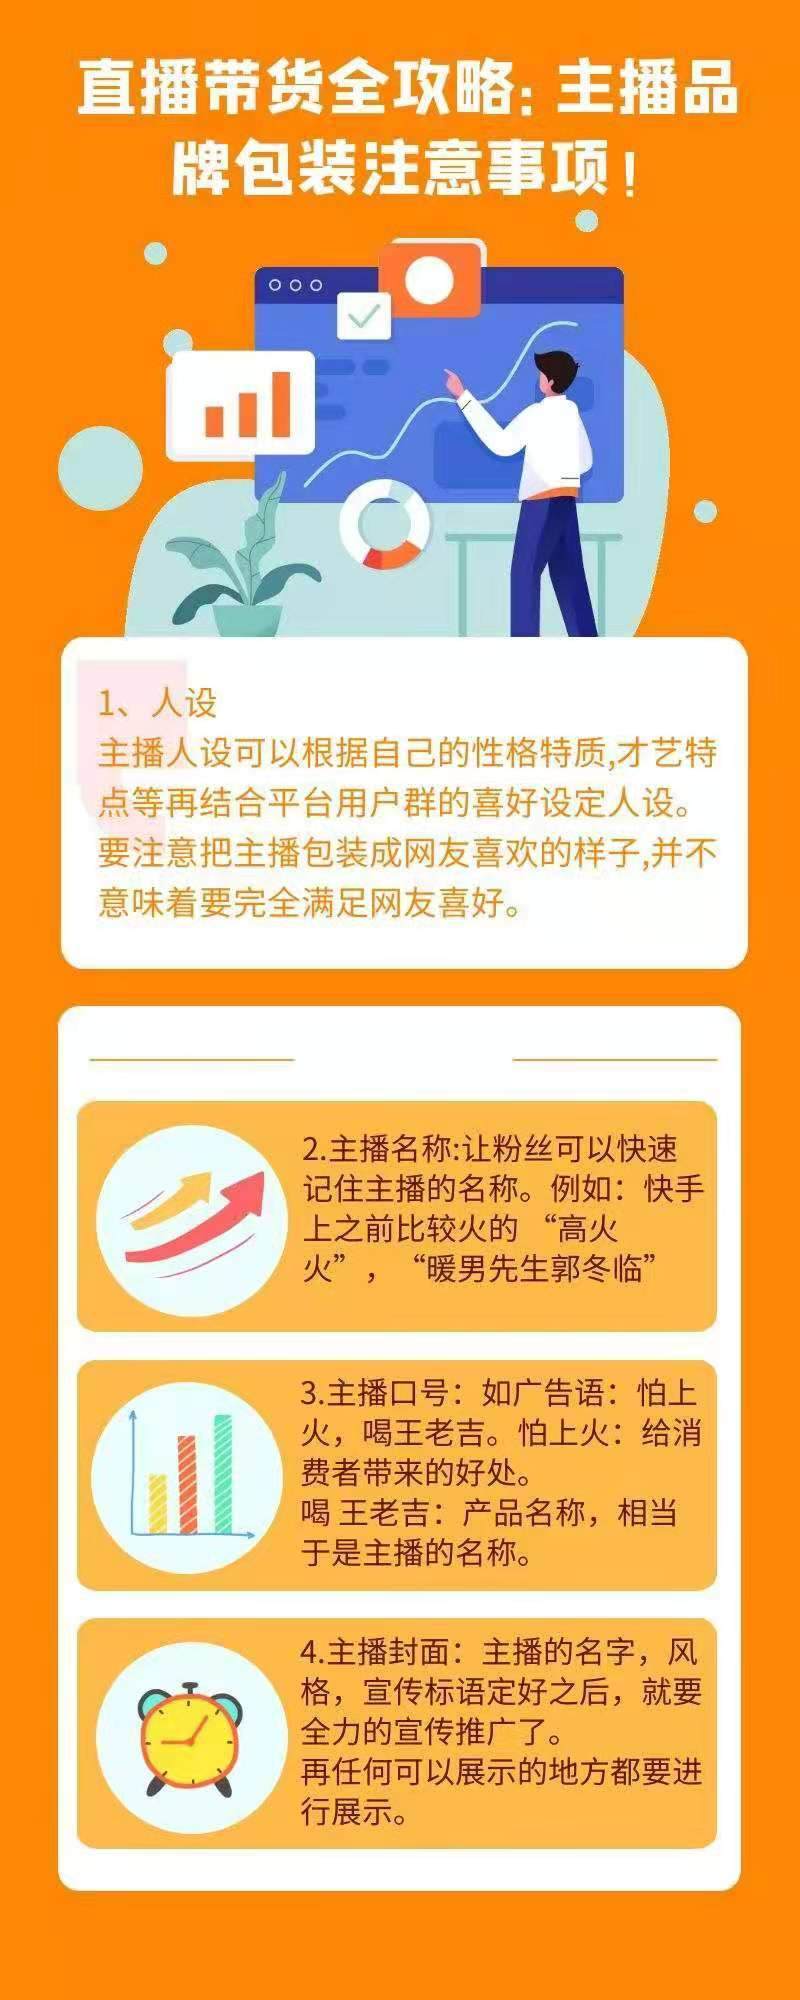 直播带货全攻略：主播品
牌包装注意事项！
1、人设
主播人设可以根据自己的性格特质,才艺特
点等再结合平台用户群的喜好设定人设。
要注意把主播包装成网友喜欢的样子,并不
意味着要完全满足网友喜好。
2.主播名称:让粉丝可以快速
记住主播的名称。例如：快手
上之前比较火的 “高火
火”，“暖男先生郭冬临”
3.主播口号：如广告语：怕上
火，喝王老吉。怕上火：给消
费者带来的好处。
喝 王老吉：产品名称，相当
于是主播的名称。
4.主播封面：主播的名字，风
格，宣传标语定好之后，就要
全力的宣传推广了。
再任何可以展示的地方都要进
行展示。